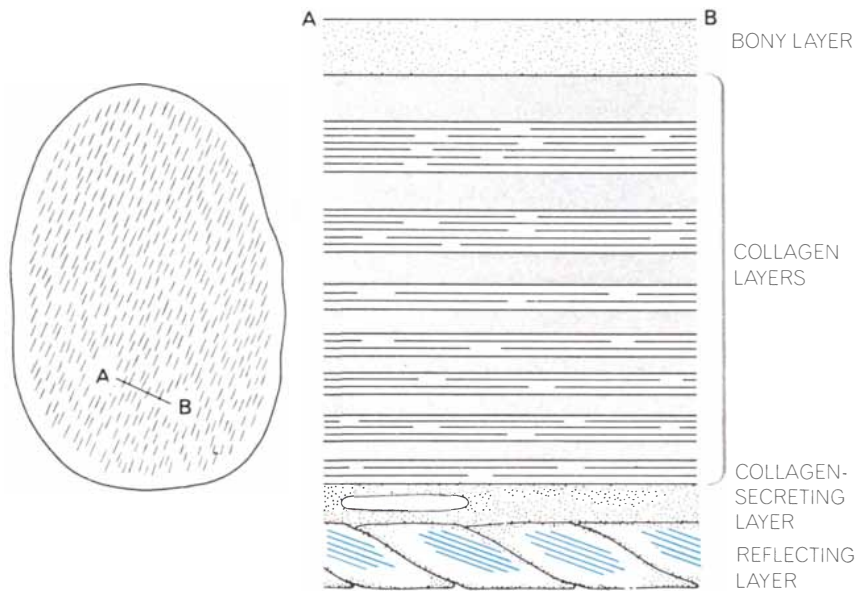 A
B
A
B
BONY LAYER
COLLAGEN
LAYERS
COLLAGEN-
SECRETING
LAYER
REFLECTING
LAYER